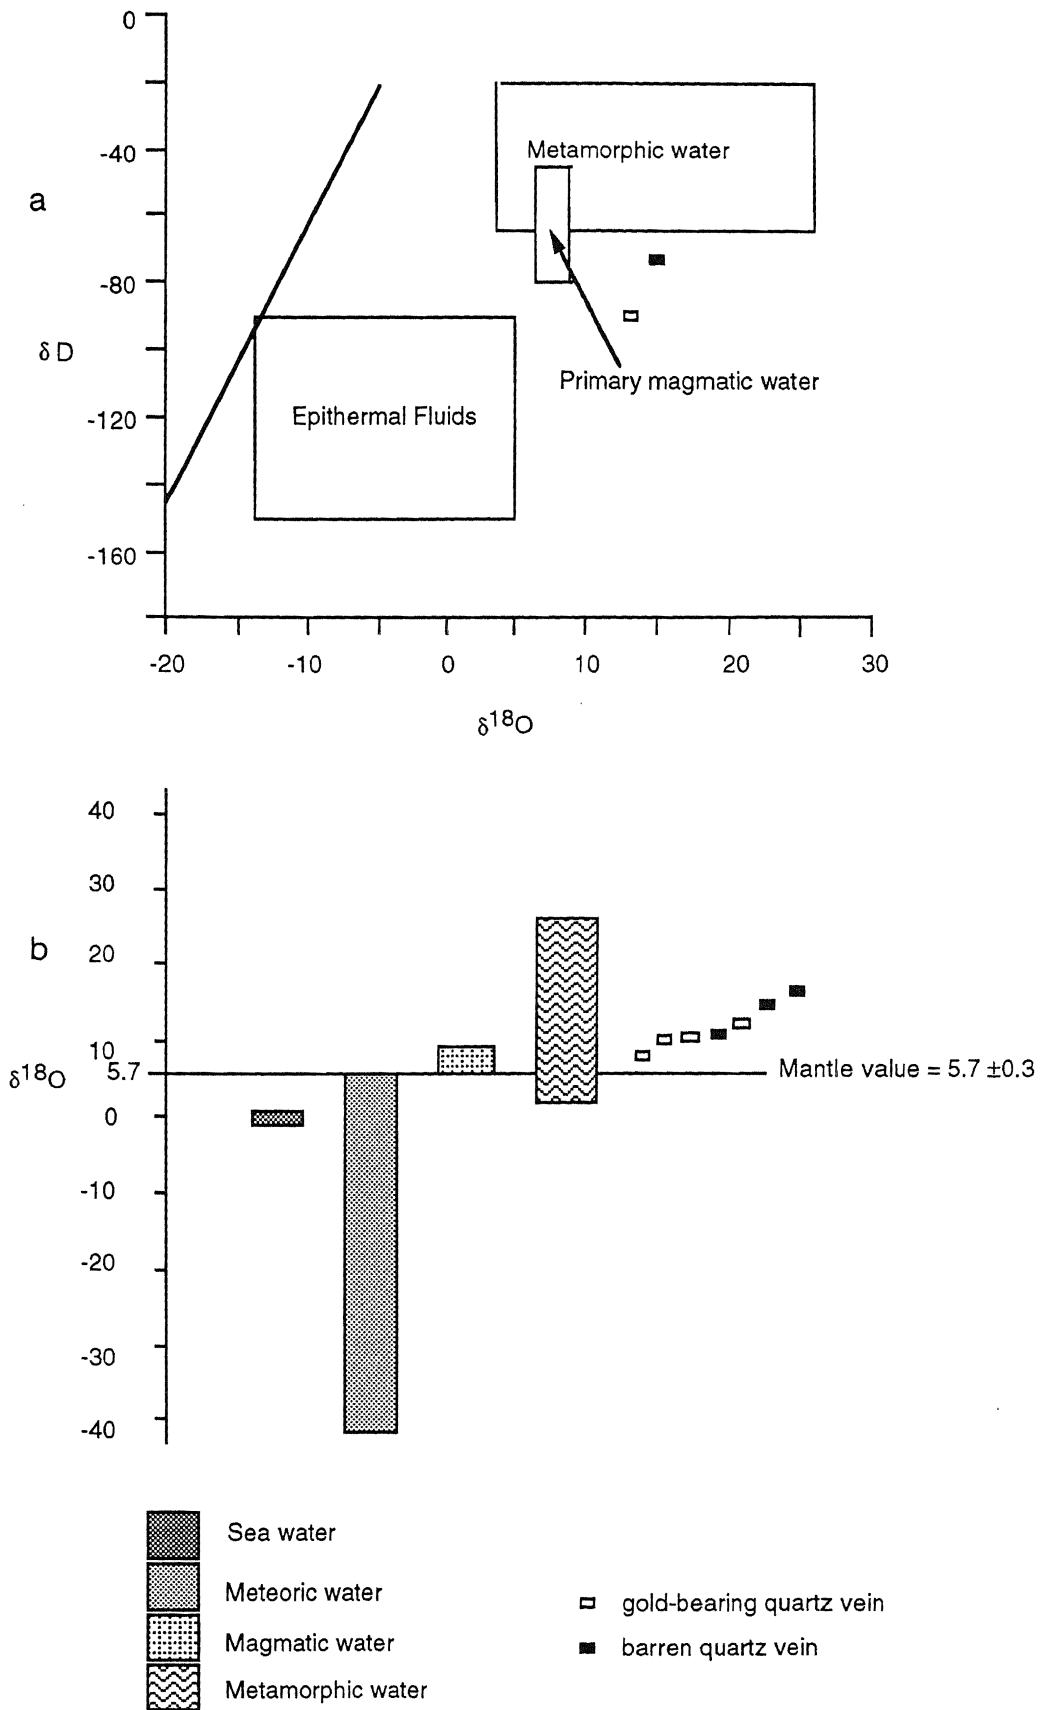 0
-40
a
-80
δD
-120
-160
Metamorphic water
Primary magmatic water
Epithermal Fluids
-20 -10 0 10 20 30
δ18O
40
30
b
20
10
δ18O
5.7
Mantle value = 5.7 ±0.3
0
-10
-20
-30
-40
Sea water
Meteoric water
Magmatic water
Metamorphic water
gold-bearing quartz vein
barren quartz vein